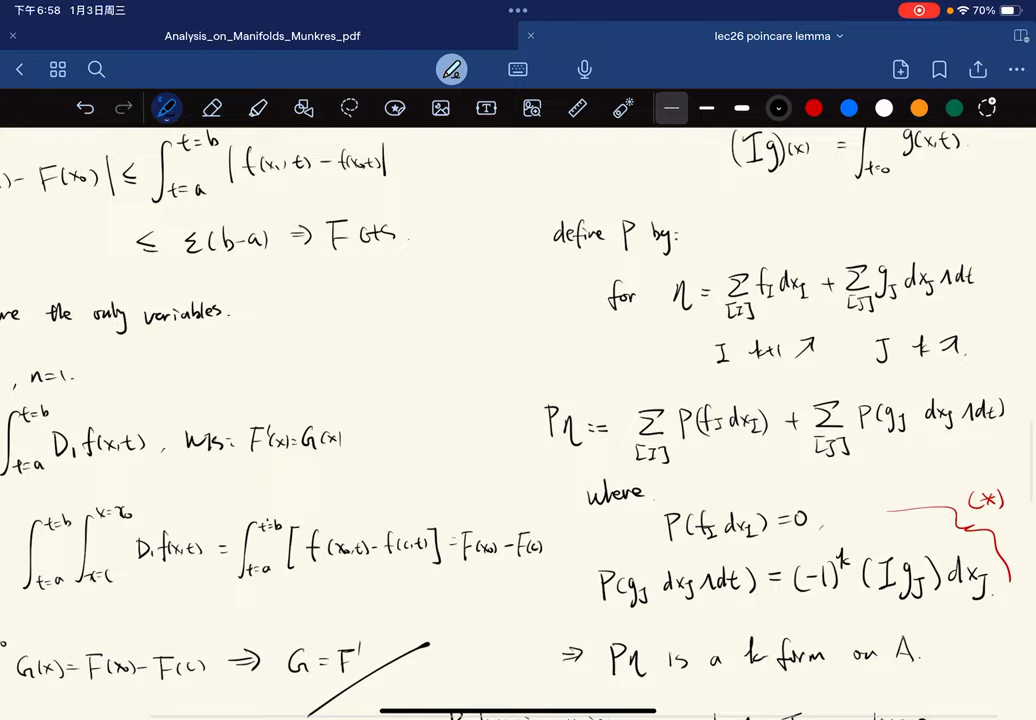 下午6:58 1月3日周三
70%
Analysis_on_Manifolds_Munkres_pdf
lec26 poincare lemma
)- F(x₀)| ≤ ∫_{t=a}^{t=b} |f(x,t) - f(x₀,t)|
≤ ε(b-a) ⇒ F cts.
are the only variables.
, n=1.
∫_{t=a}^{t=b} D₁f(x,t), WTS: F'(x)=G(x)
∫_{t=a}^{t=b} ∫_{x=c}^{x=x₀} D₁f(x,t) = ∫_{t=a}^{t=b} [f(x₀,t)-f(c,t)] = F(x₀)-F(c)
G(x)=F(x₀)-F(c) ⇒ G=F'
(Ig)(x) = ∫_{t=0} g(x,t).
define P by:
for η = Σ_{[I]} f_I dx_I + Σ_{[J]} g_J dx_J ∧dt
I k+1 ↗ J k ↗.
Pη := Σ_{[I]} P(f_I dx_I) + Σ_{[J]} P(g_J dx_J ∧dt)
where
(*)
P(f_I dx_I) = 0,
P(g_J dx_J ∧dt) = (-1)^k (Ig_J) dx_J.
⇒ Pη is a k form on A.